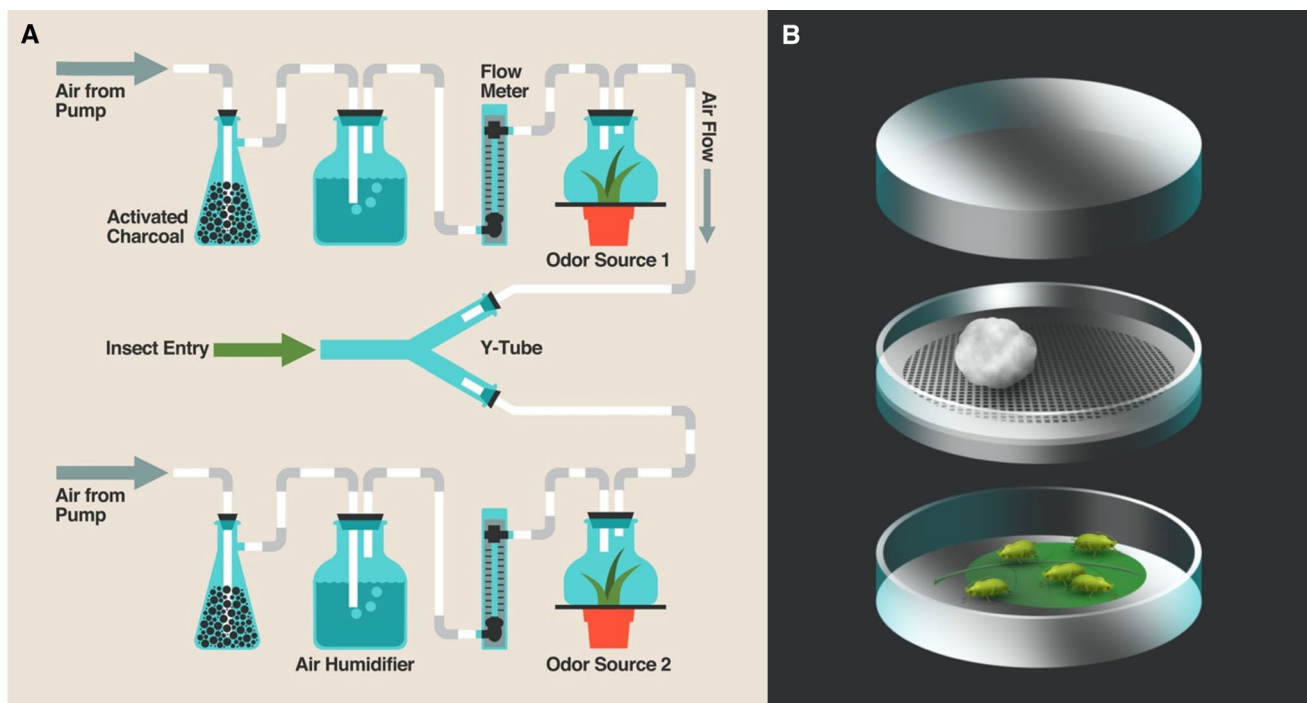 A
B
Air from
Pump
Flow
Meter
Air Flow
Activated
Charcoal
Odor Source 1
Insect Entry
Y-Tube
Air from
Pump
Air Humidifier
Odor Source 2